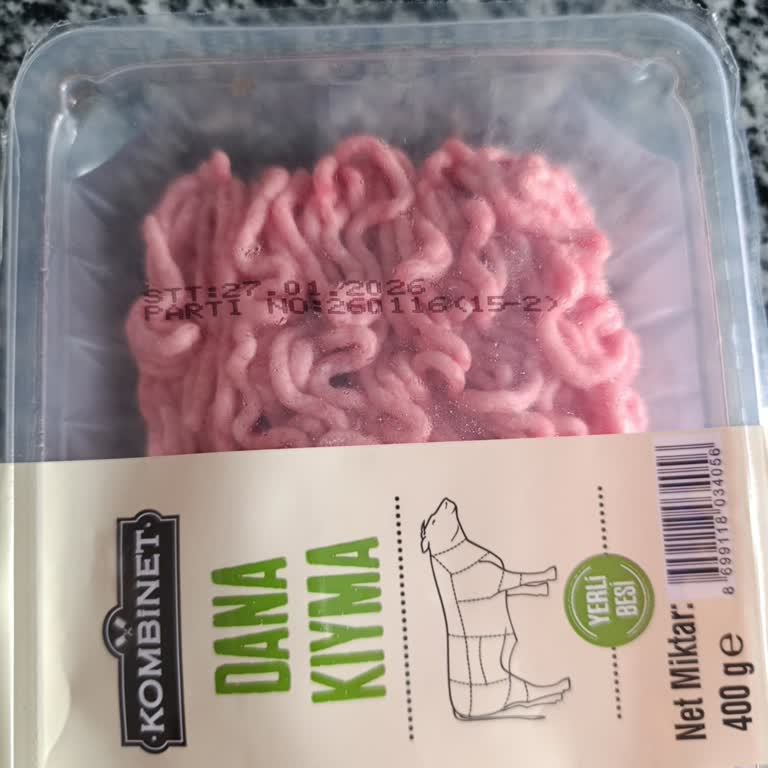 STT:27.01.2026
PARTI NO:260116(15-2)
KOMBINET
DANA
KIYMA
YERLİ
BESİ
8 699118 034056
Net Miktar:
400 g e